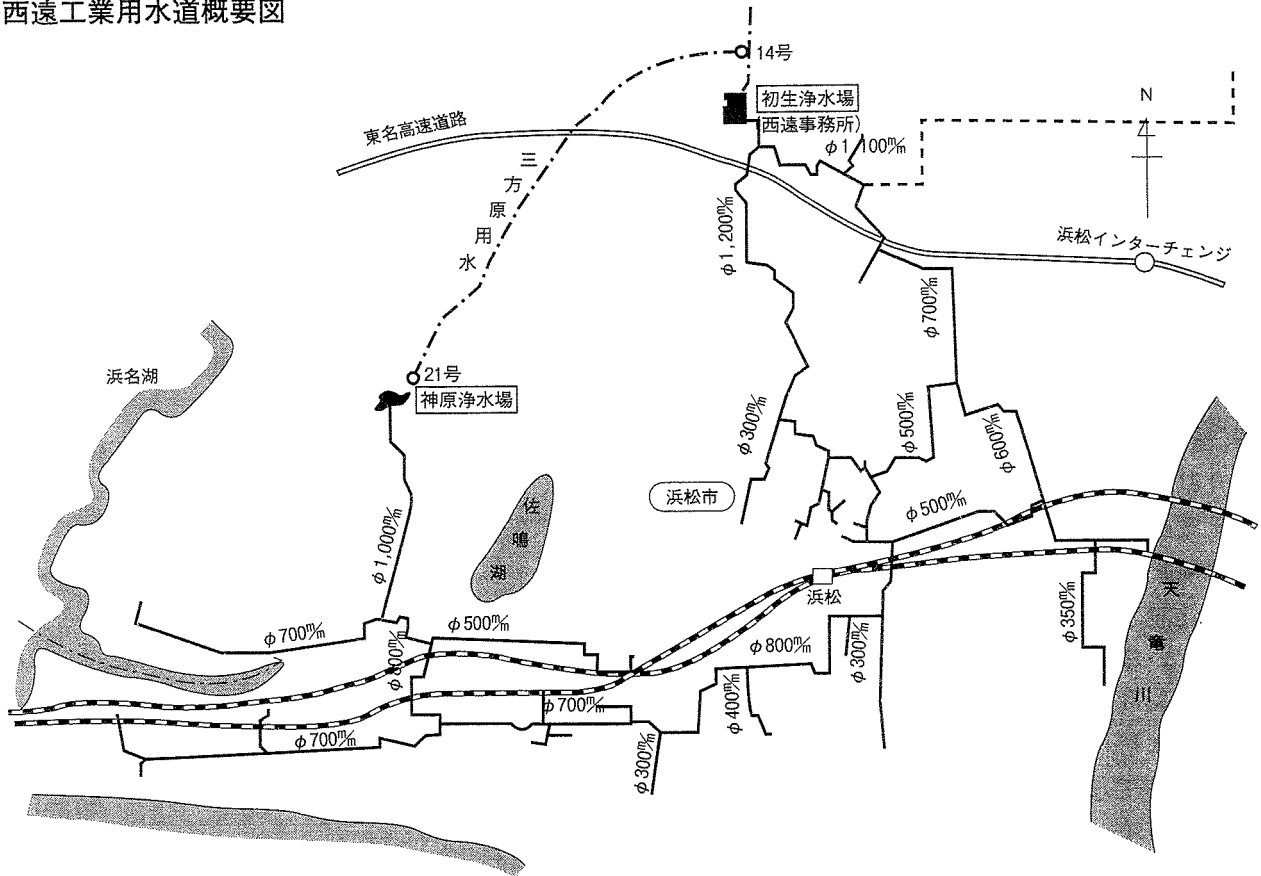 西遠工業用水道概要図
14号
初生浄水場
(西遠事務所)
φ1,100m/m
東名高速道路
三方原用水
N
φ1,200m/m
浜松インターチェンジ
φ700m/m
浜名湖
21号
神原浄水場
φ300m/m
φ500m/m
φ600m/m
浜松市
φ500m/m
佐鳴湖
φ1,000m/m
浜松
天竜川
φ350m/m
φ700m/m
φ500m/m
φ800m/m
φ800m/m
φ300m/m
φ400m/m
φ700m/m
φ700m/m
φ300m/m